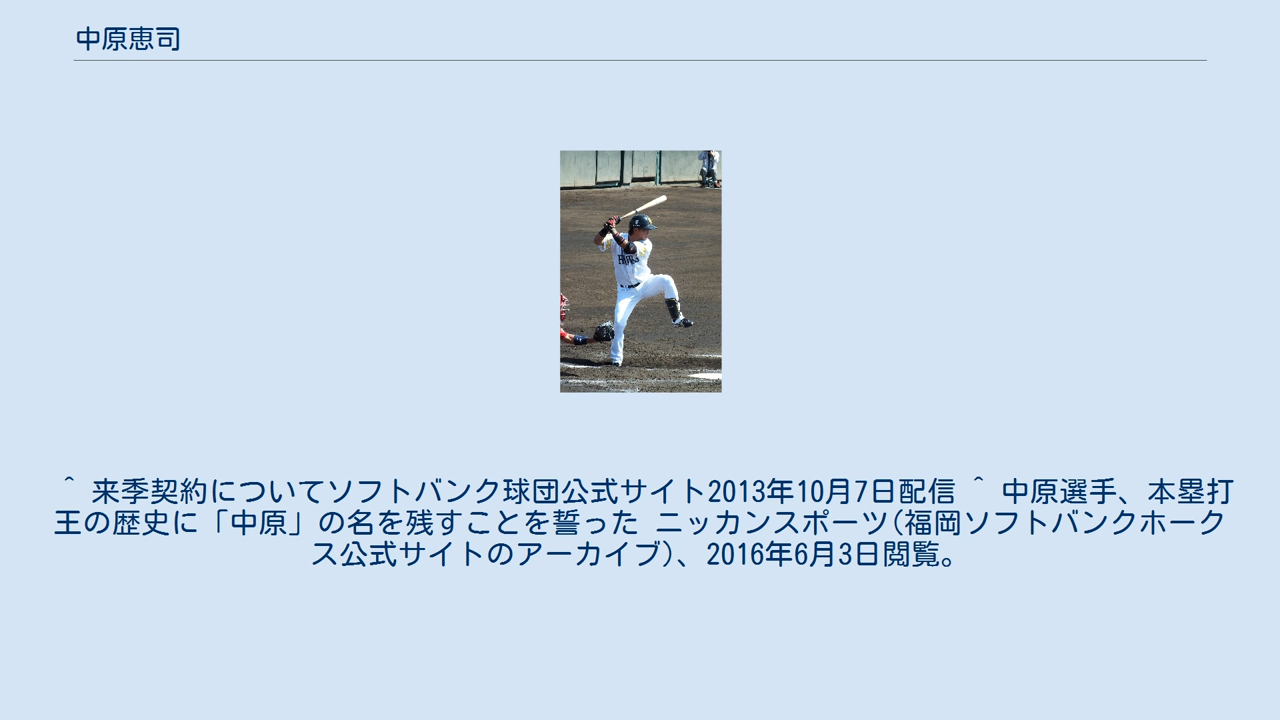 中原恵司
^ 来季契約についてソフトバンク球団公式サイト2013年10月7日配信 ^ 中原選手、本塁打
王の歴史に「中原」の名を残すことを誓った ニッカンスポーツ(福岡ソフトバンクホーク
ス公式サイトのアーカイブ)、2016年6月3日閲覧。